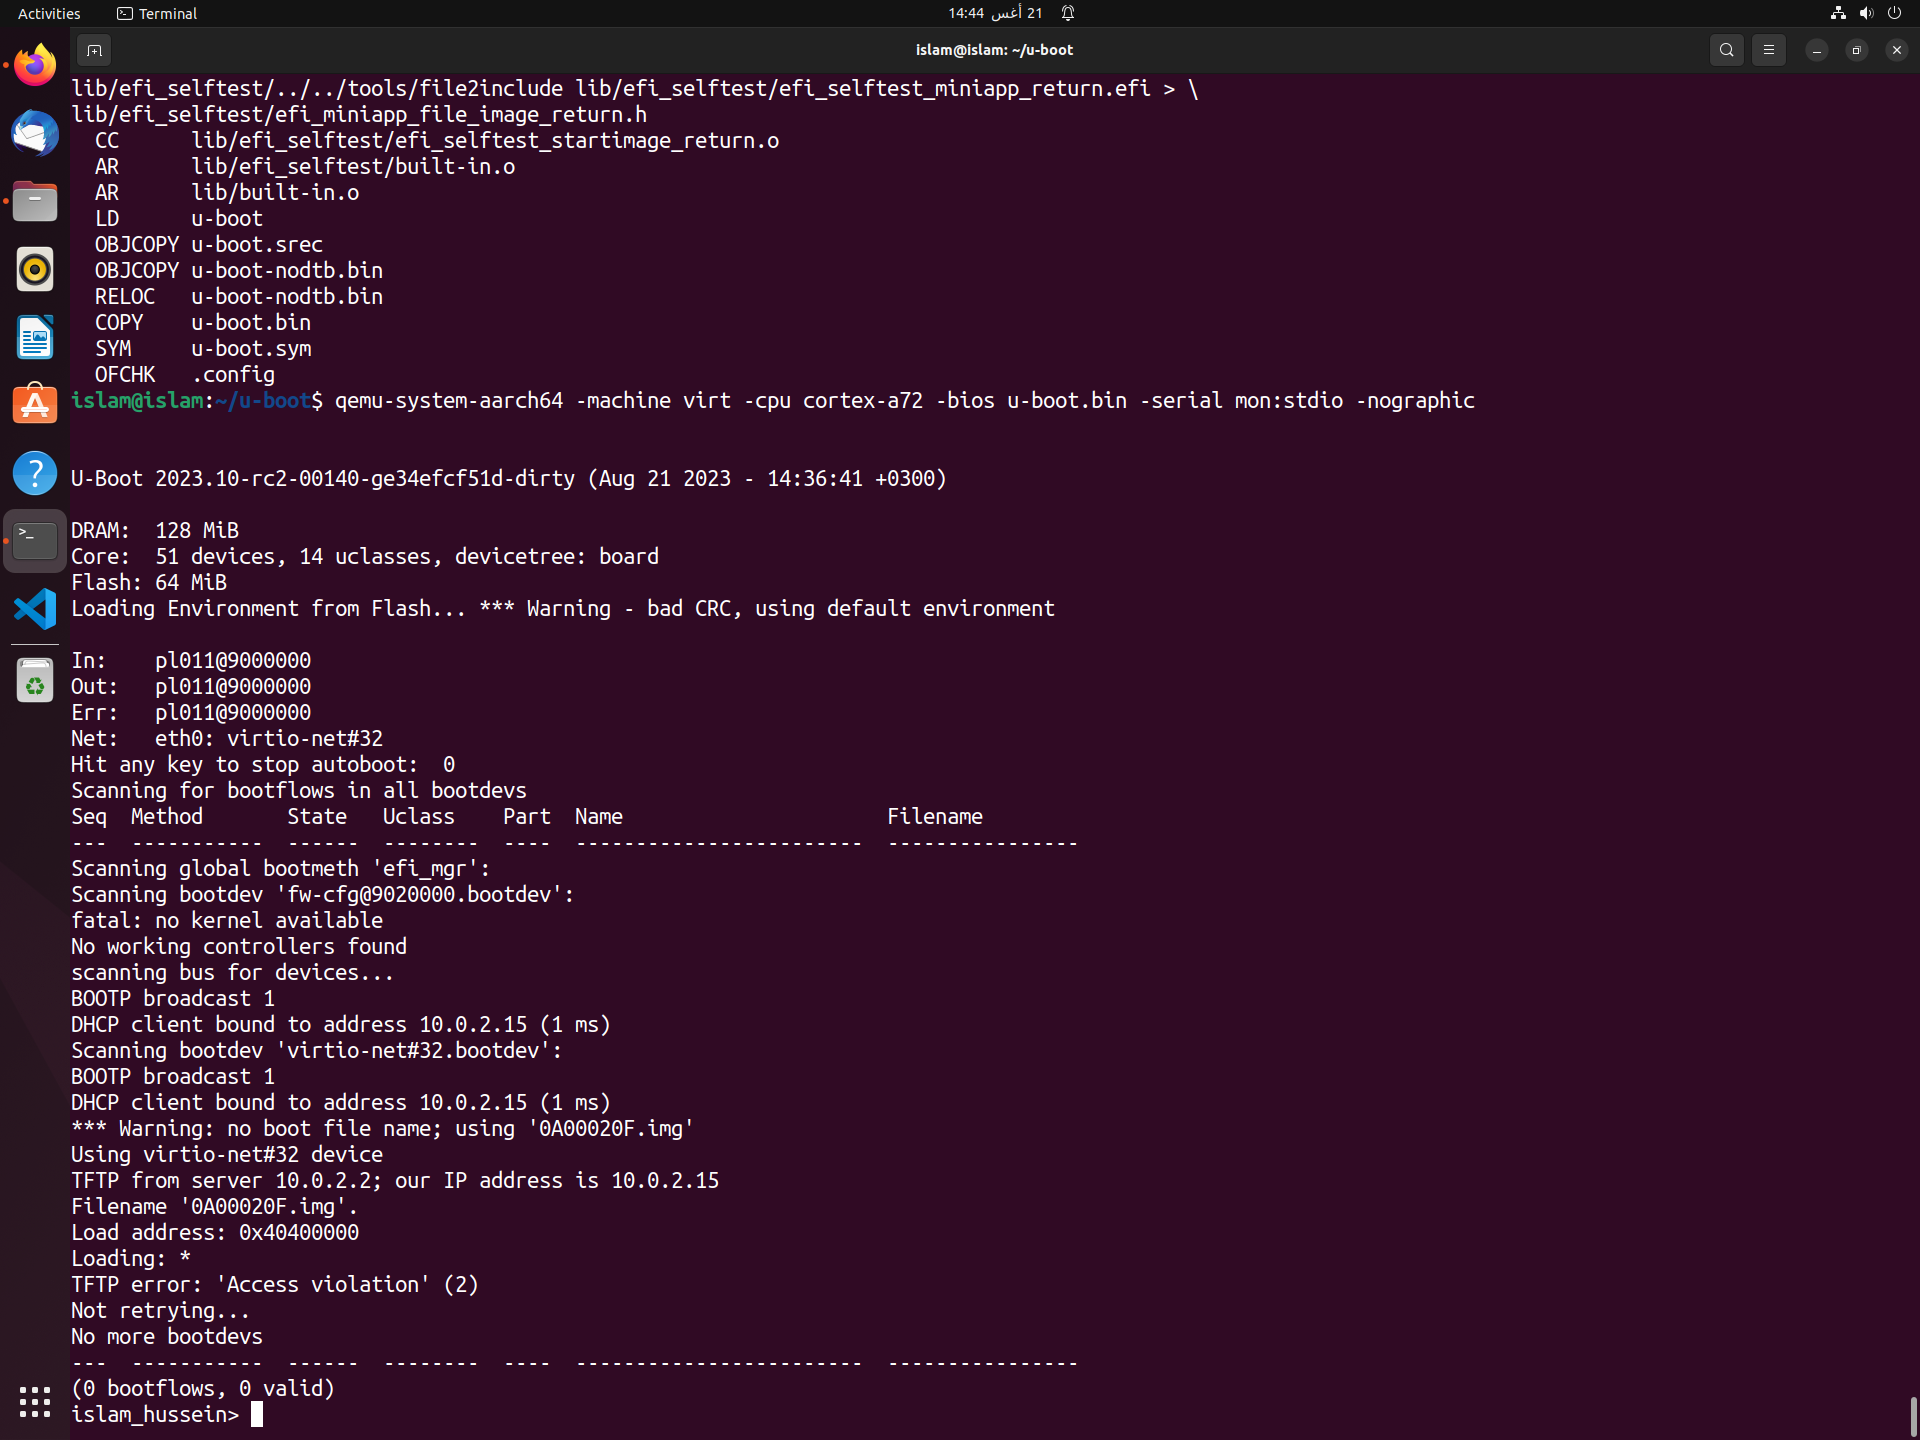 Activities
Terminal
21 أغس 14:44
islam@islam: ~/u-boot
lib/efi_selftest/../../tools/file2include lib/efi_selftest/efi_selftest_miniapp_return.efi > \
lib/efi_selftest/efi_miniapp_file_image_return.h
  CC      lib/efi_selftest/efi_selftest_startimage_return.o
  AR      lib/efi_selftest/built-in.o
  AR      lib/built-in.o
  LD      u-boot
  OBJCOPY u-boot.srec
  OBJCOPY u-boot-nodtb.bin
  RELOC   u-boot-nodtb.bin
  COPY    u-boot.bin
  SYM     u-boot.sym
  OFCHK   .config
islam@islam:~/u-boot$ qemu-system-aarch64 -machine virt -cpu cortex-a72 -bios u-boot.bin -serial mon:stdio -nographic
U-Boot 2023.10-rc2-00140-ge34efcf51d-dirty (Aug 21 2023 - 14:36:41 +0300)
DRAM:  128 MiB
Core:  51 devices, 14 uclasses, devicetree: board
Flash: 64 MiB
Loading Environment from Flash... *** Warning - bad CRC, using default environment
In:    pl011@9000000
Out:   pl011@9000000
Err:   pl011@9000000
Net:   eth0: virtio-net#32
Hit any key to stop autoboot:  0
Scanning for bootflows in all bootdevs
Seq  Method       State   Uclass    Part  Name                      Filename
---  -----------  ------  --------  ----  ------------------------  ----------------
Scanning global bootmeth 'efi_mgr':
Scanning bootdev 'fw-cfg@9020000.bootdev':
fatal: no kernel available
No working controllers found
scanning bus for devices...
BOOTP broadcast 1
DHCP client bound to address 10.0.2.15 (1 ms)
Scanning bootdev 'virtio-net#32.bootdev':
BOOTP broadcast 1
DHCP client bound to address 10.0.2.15 (1 ms)
*** Warning: no boot file name; using '0A00020F.img'
Using virtio-net#32 device
TFTP from server 10.0.2.2; our IP address is 10.0.2.15
Filename '0A00020F.img'.
Load address: 0x40400000
Loading: *
TFTP error: 'Access violation' (2)
Not retrying...
No more bootdevs
---  -----------  ------  --------  ----  ------------------------  ----------------
(0 bootflows, 0 valid)
islam_hussein>